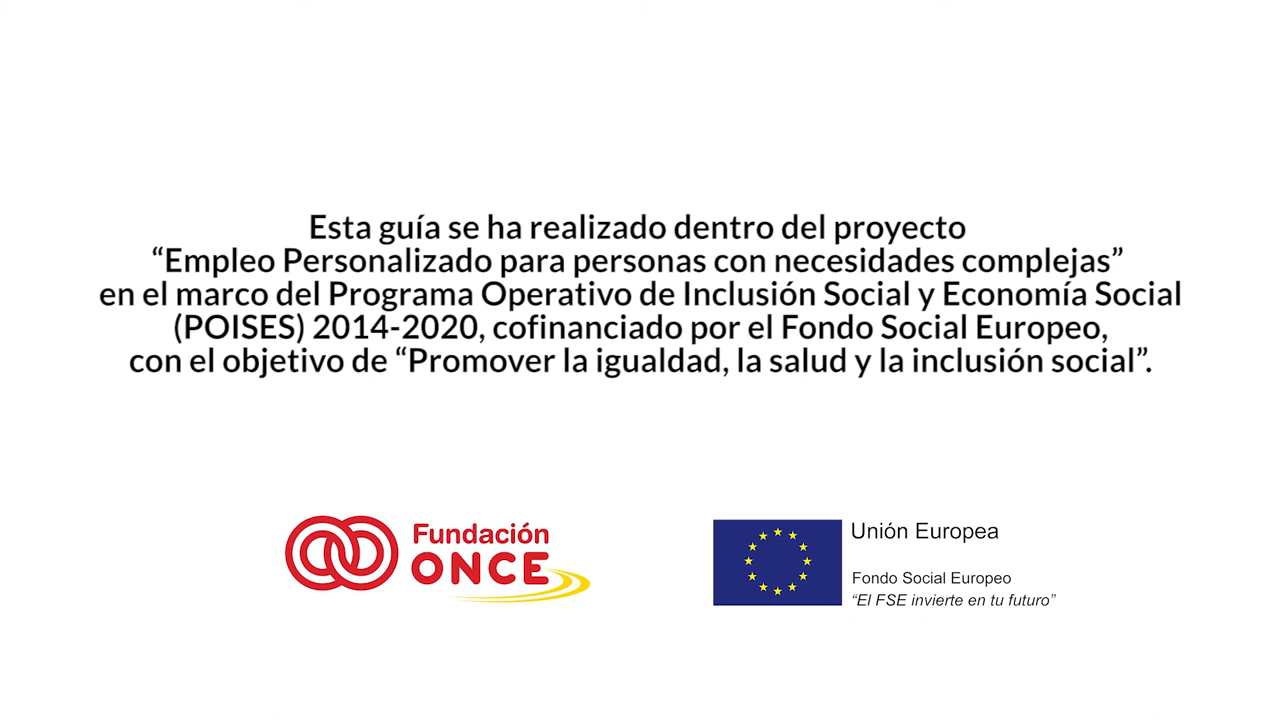 Esta guía se ha realizado dentro del proyecto
“Empleo Personalizado para personas con necesidades complejas”
en el marco del Programa Operativo de Inclusión Social y Economía Social
(POISES) 2014-2020, cofinanciado por el Fondo Social Europeo,
con el objetivo de “Promover la igualdad, la salud y la inclusión social”.
Fundación
ONCE
Unión Europea
Fondo Social Europeo
“El FSE invierte en tu futuro”